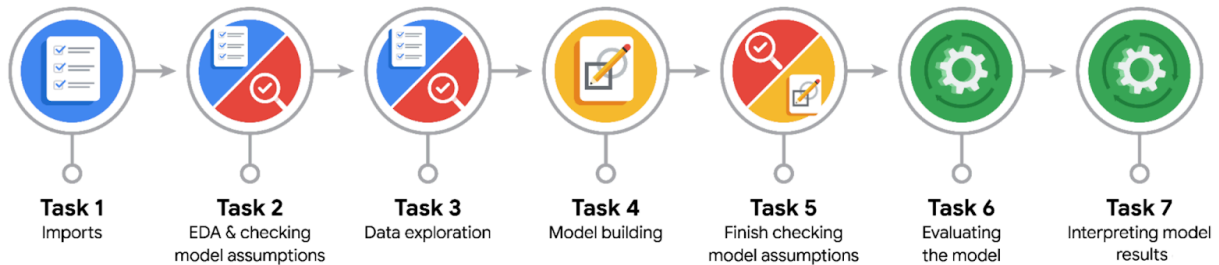 Task 1
Imports
Task 2
EDA & checking
model assumptions
Task 3
Data exploration
Task 4
Model building
Task 5
Finish checking
model assumptions
Task 6
Evaluating
the model
Task 7
Interpreting model
results